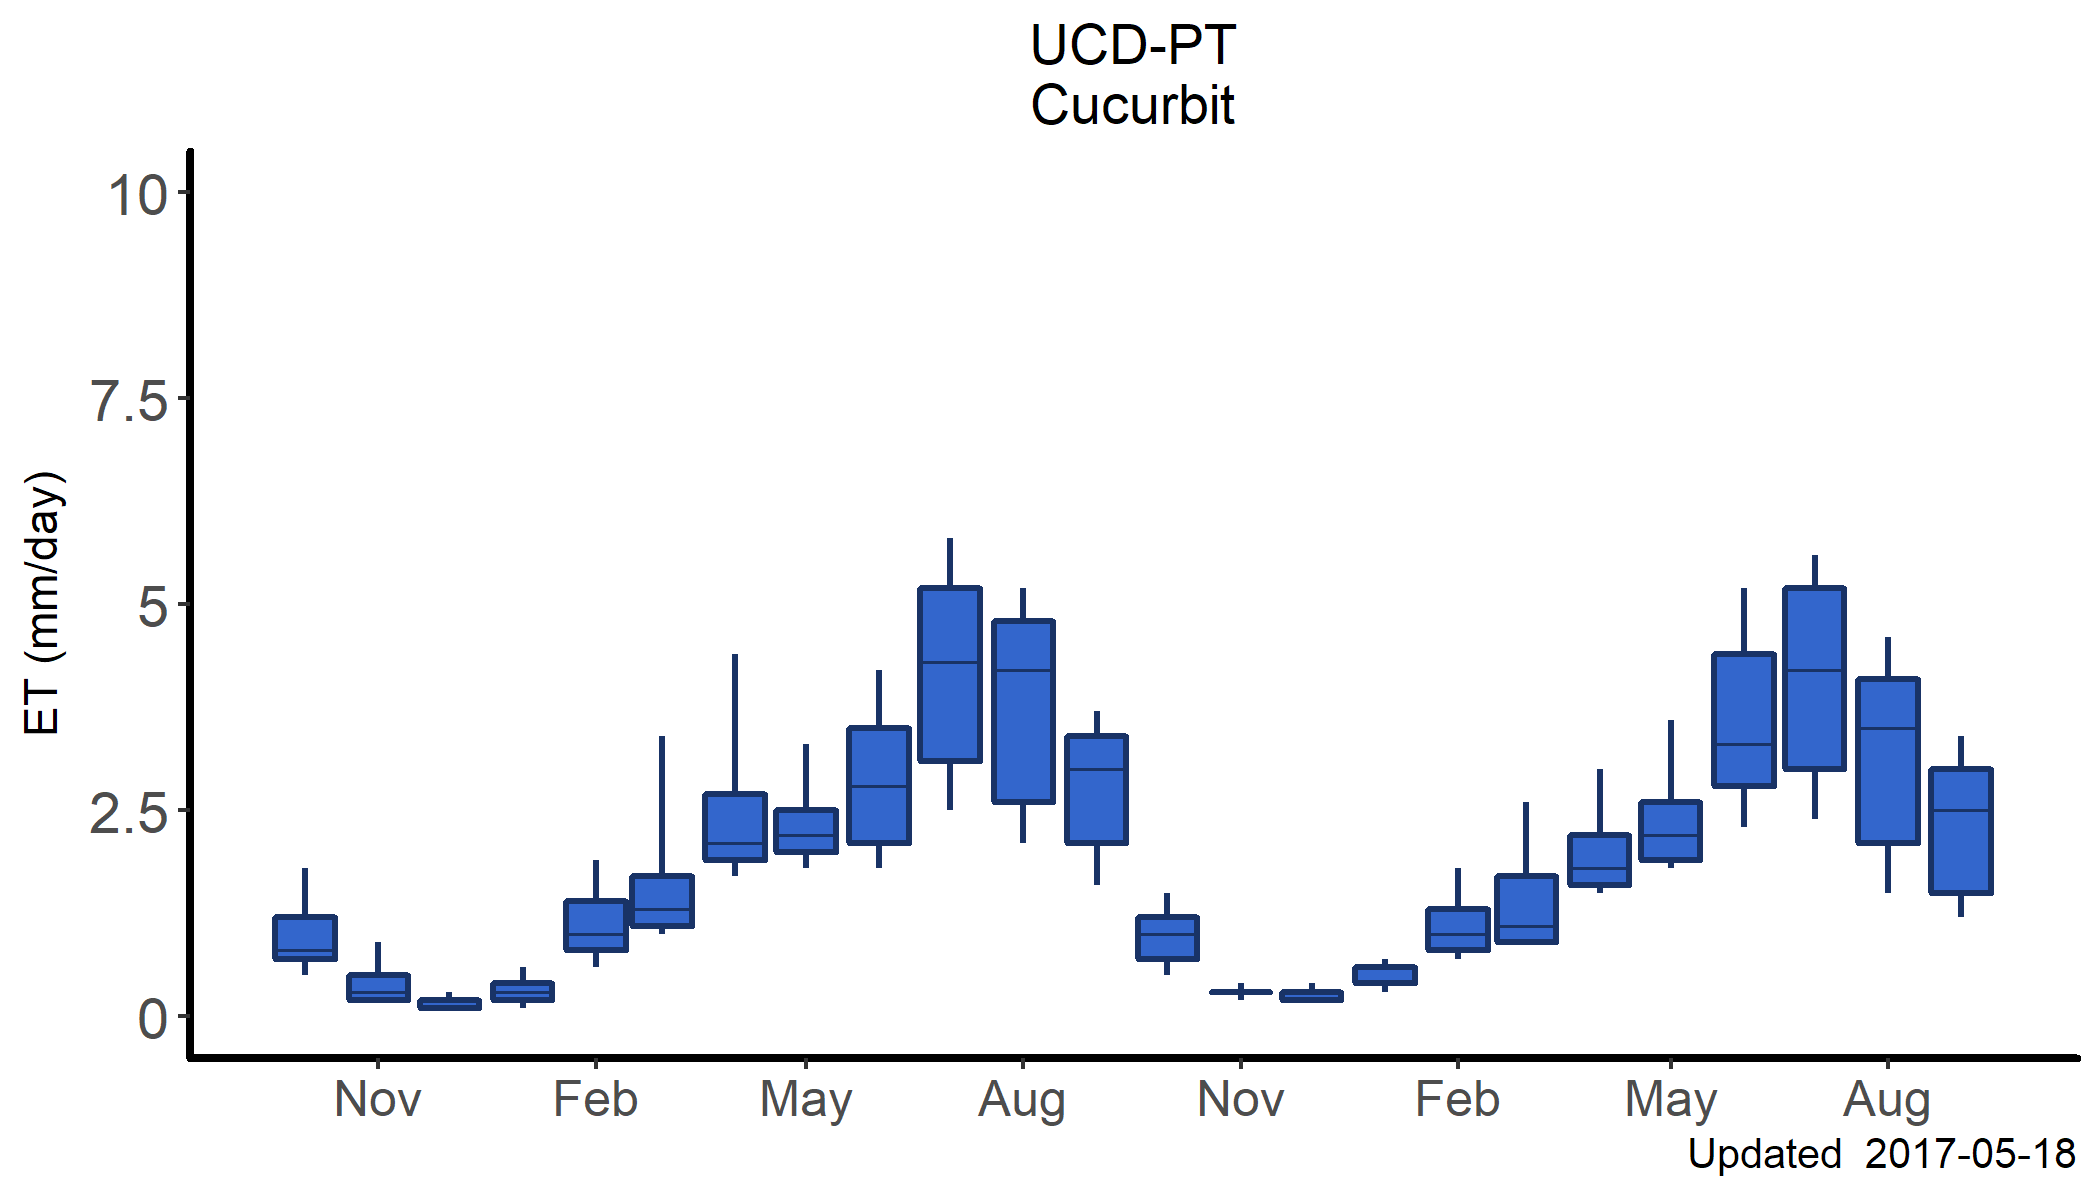 UCD-PT
Cucurbit
10
7.5
5
2.5
0
ET (mm/day)
Nov Feb May Aug Nov Feb May Aug
Updated 2017-05-18